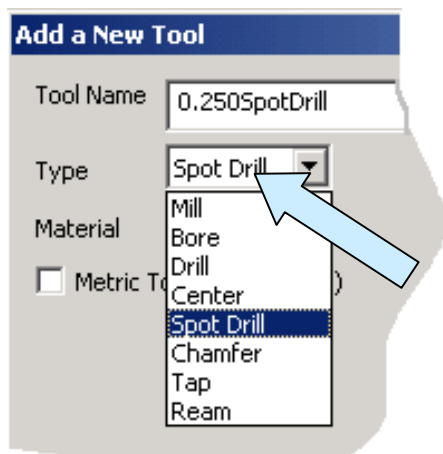 Add a New Tool
Tool Name 0.250SpotDrill
Type Spot Drill
Mill
Bore
Drill
Material
Center
Metric )
Spot Drill
Chamfer
Tap
Ream